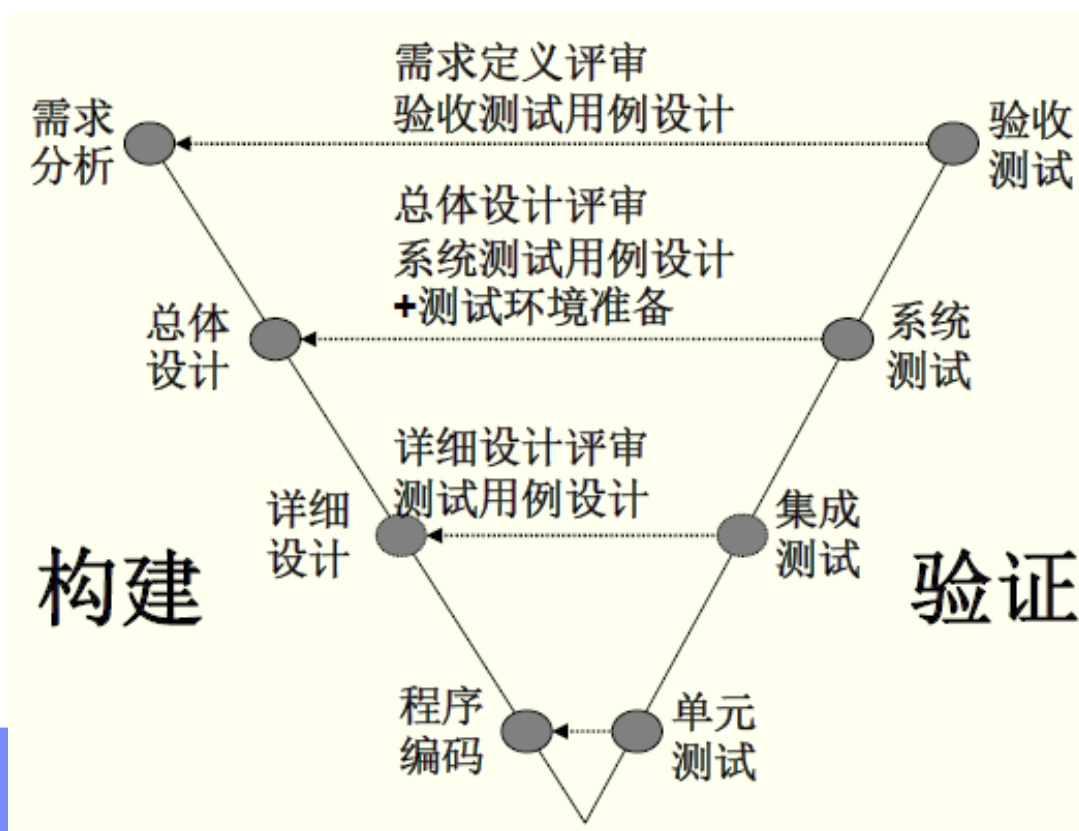 需求定义评审
验收测试用例设计
需求
分析
验收
测试
总体设计评审
系统测试用例设计
+测试环境准备
总体
设计
系统
测试
详细设计评审
测试用例设计
详细
设计
集成
测试
构建
验证
程序
编码
单元
测试